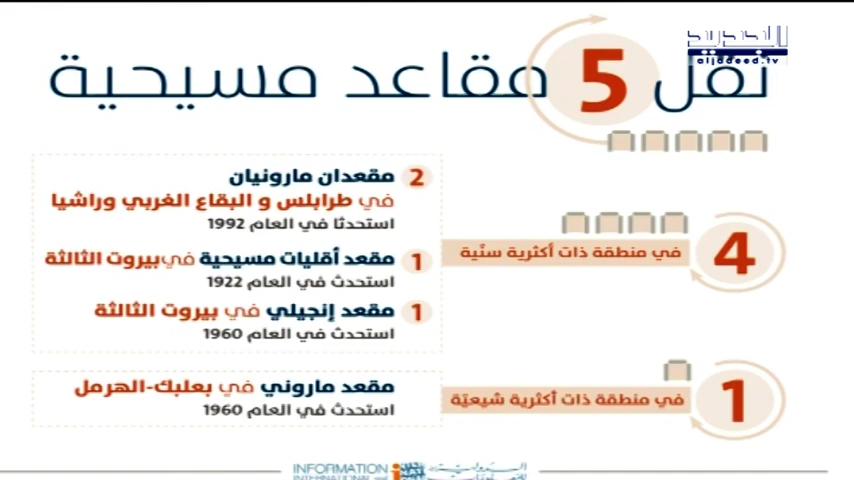 الجديد
aljadeed.tv
نقل 5 مقاعد مسيحية
4
في منطقة ذات أكثرية سنّية
2 مقعدان مارونيان
في طرابلس و البقاع الغربي وراشيا
استحدثا في العام 1992
1 مقعد أقليات مسيحية في بيروت الثالثة
استحدث في العام 1922
1 مقعد إنجيلي في بيروت الثالثة
استحدث في العام 1960
1
في منطقة ذات أكثرية شيعيّة
مقعد ماروني في بعلبك-الهرمل
استحدث في العام 1960
INFORMATION
INTERNATIONAL
الدولية
للمعلومات